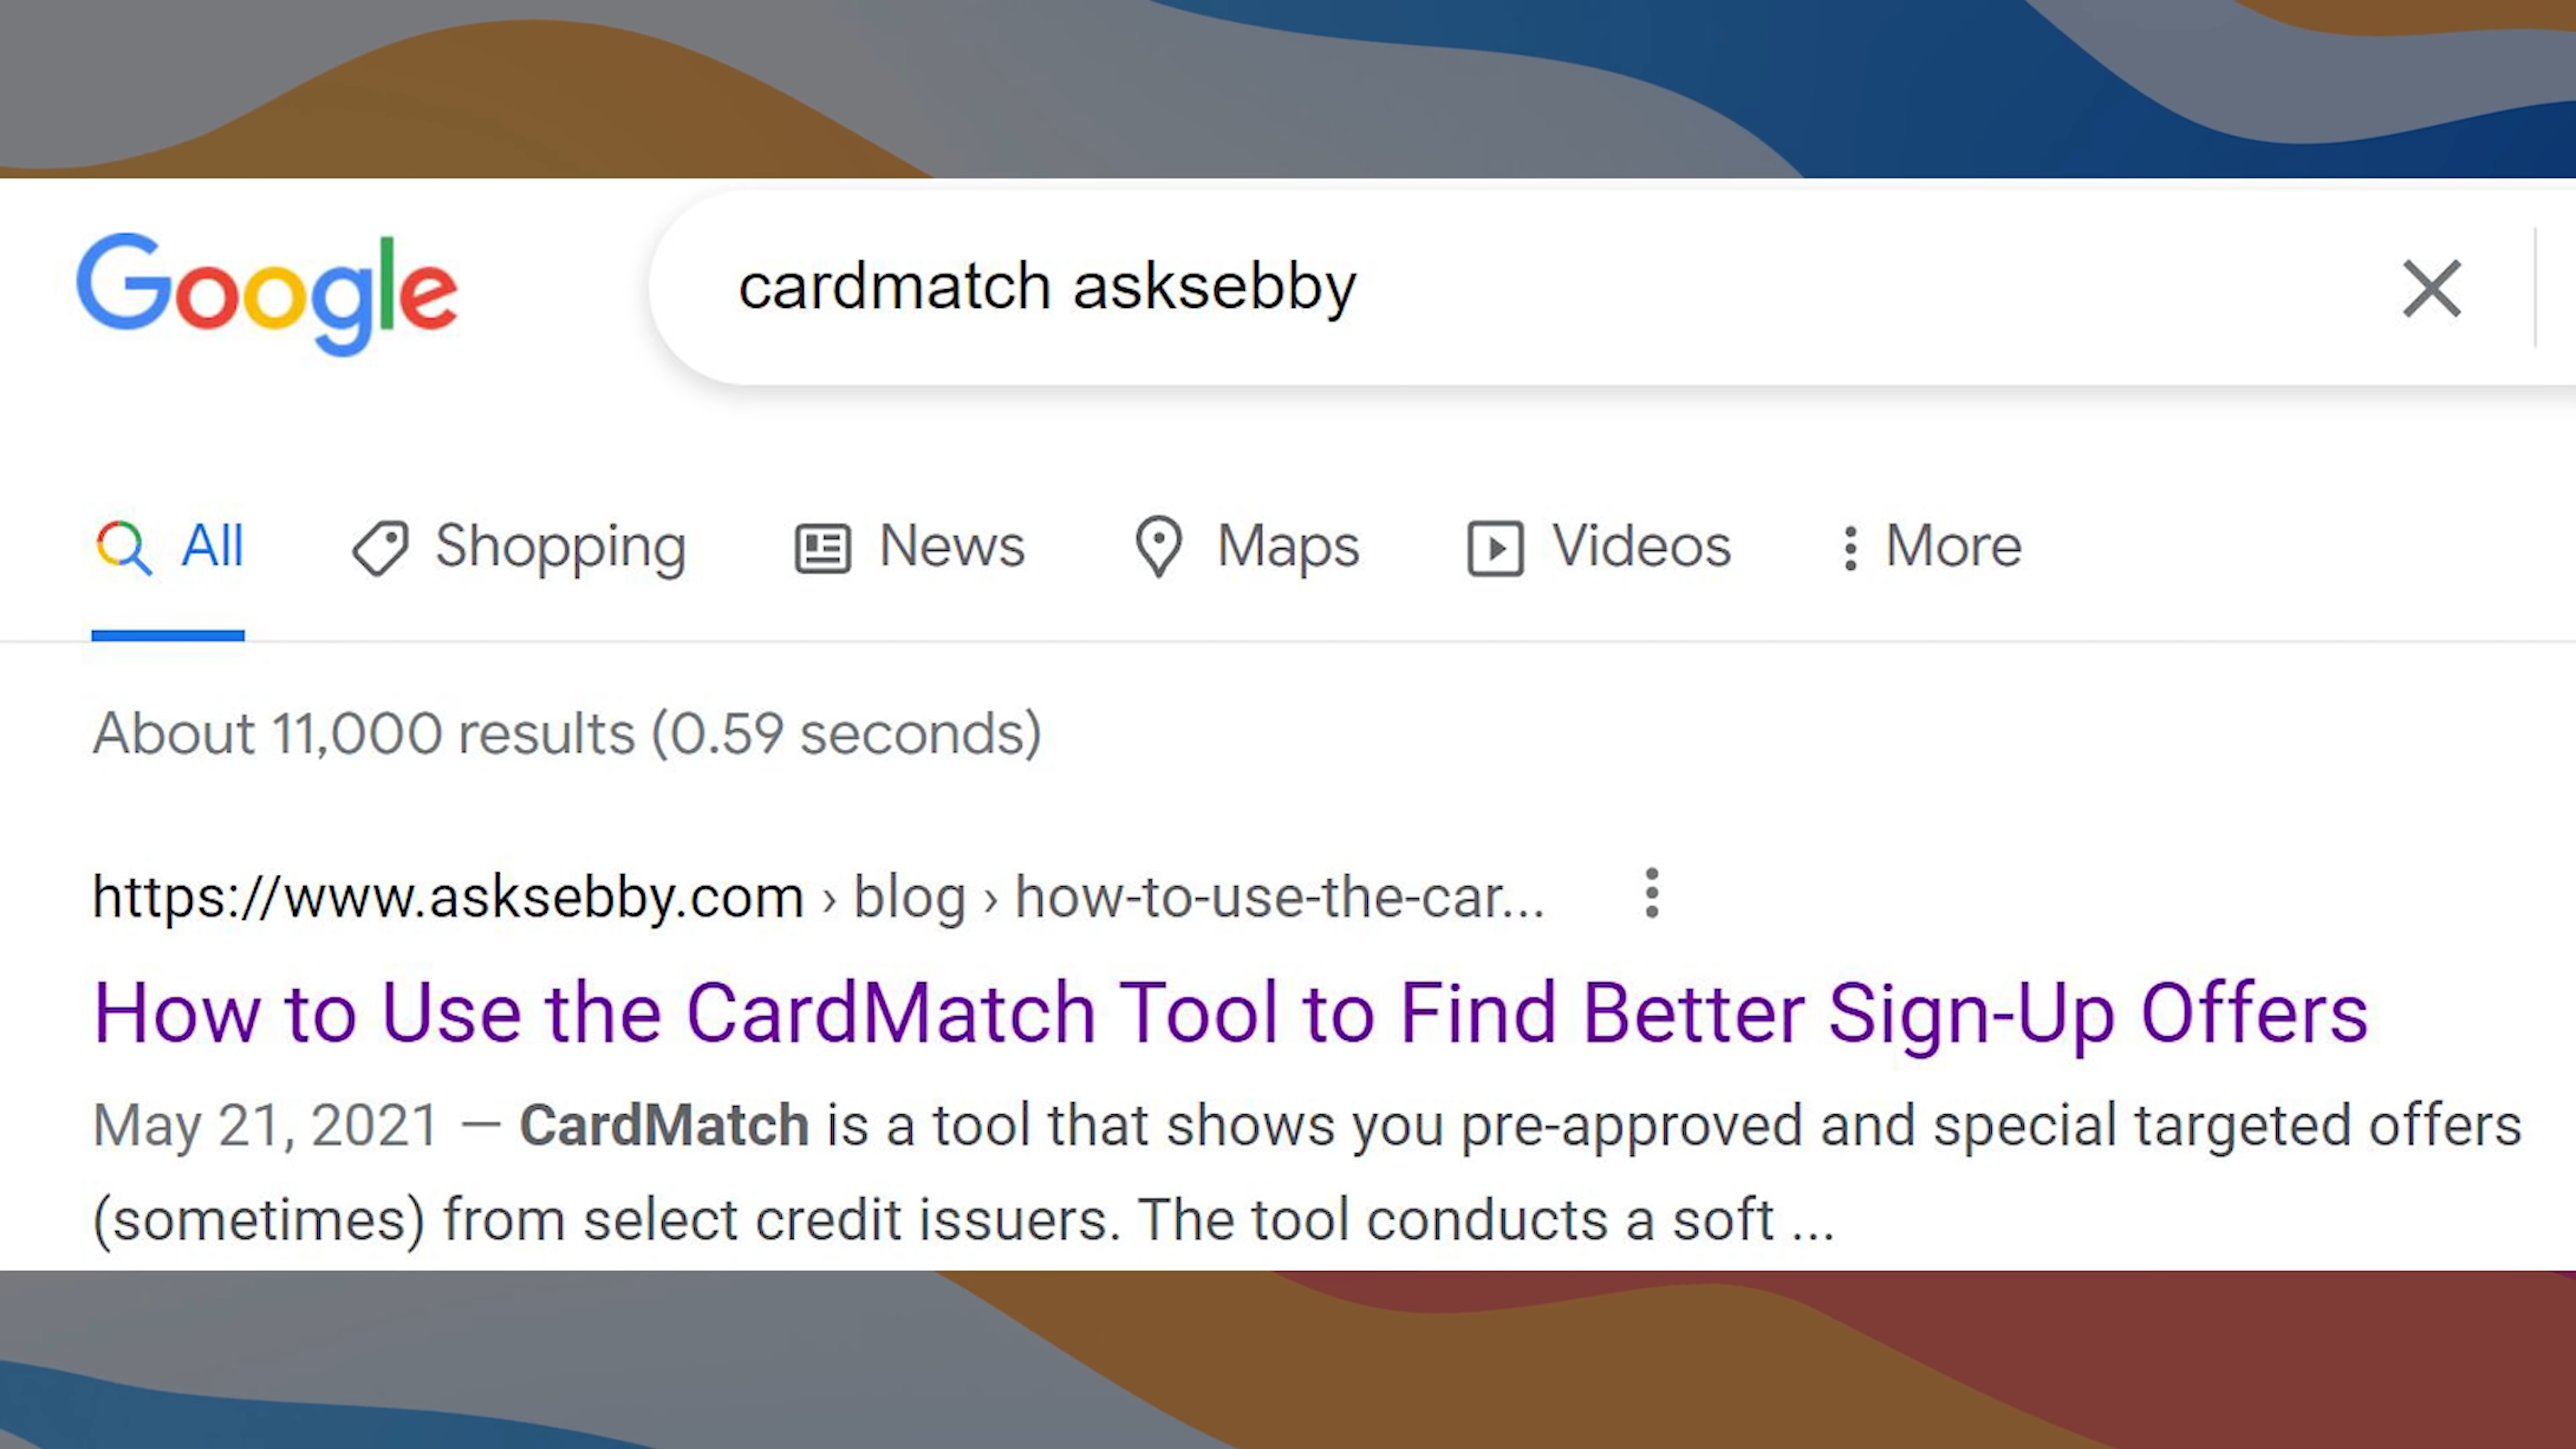 Google
cardmatch asksebby
All Shopping News Maps Videos More
About 11,000 results (0.59 seconds)
https://www.asksebby.com › blog › how-to-use-the-car...
How to Use the CardMatch Tool to Find Better Sign-Up Offers
May 21, 2021 — CardMatch is a tool that shows you pre-approved and special targeted offers
(sometimes) from select credit issuers. The tool conducts a soft ...